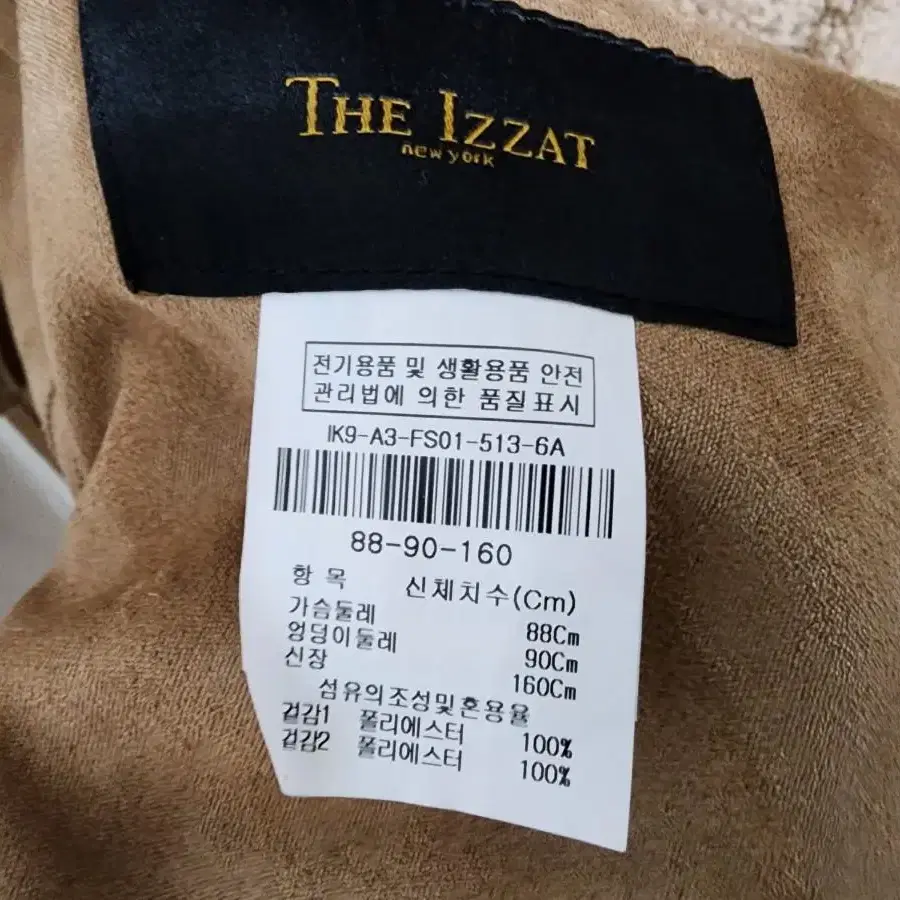 THE IZZAT
new york
전기용품 및 생활용품 안전
관리법에 의한 품질표시
IK9-A3-FS01-513-6A
88-90-160
항 목 신체치수(Cm)
가슴둘레 88Cm
엉덩이둘레 90Cm
신장 160Cm
섬유의조성및혼용율
겉감1 폴리에스터 100%
겉감2 폴리에스터 100%